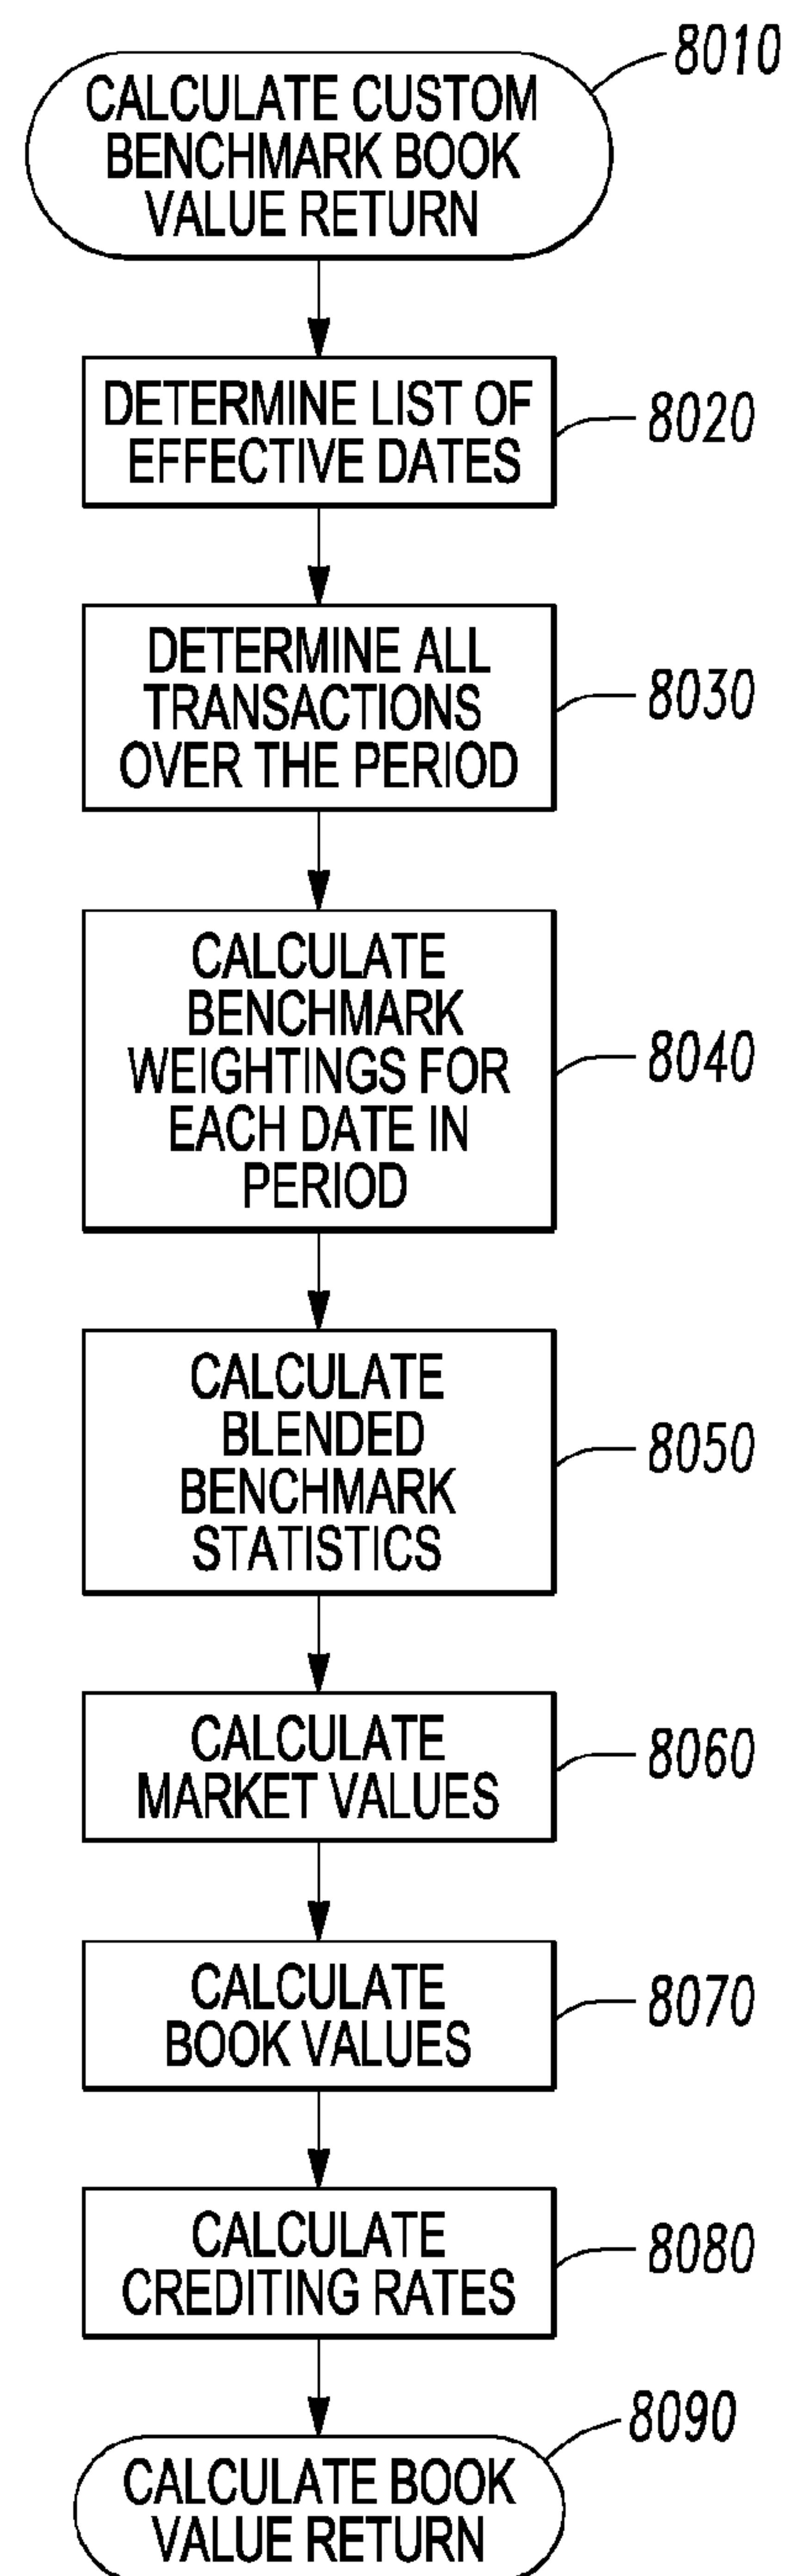 8010
CALCULATE CUSTOM
BENCHMARK BOOK
VALUE RETURN
DETERMINE LIST OF
EFFECTIVE DATES
8020
DETERMINE ALL
TRANSACTIONS
OVER THE PERIOD
8030
CALCULATE
BENCHMARK
WEIGHTINGS FOR
EACH DATE IN
PERIOD
8040
CALCULATE
BLENDED
BENCHMARK
STATISTICS
8050
CALCULATE
MARKET VALUES
8060
CALCULATE
BOOK VALUES
8070
CALCULATE
CREDITING RATES
8080
8090
CALCULATE BOOK
VALUE RETURN